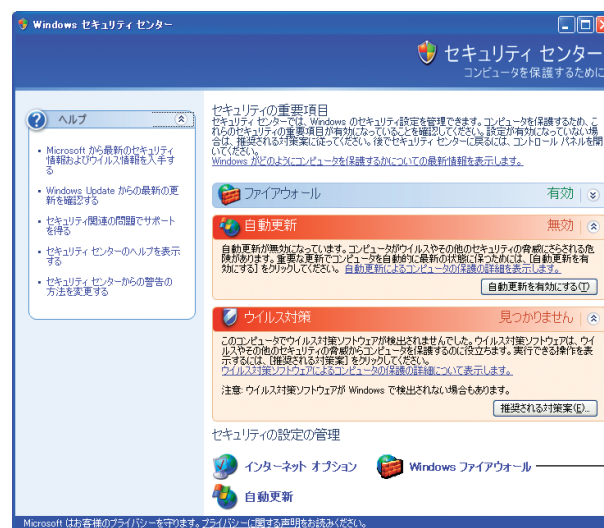 Windows セキュリティ センター
セキュリティ センター
コンピュータを保護するために
ヘルプ
Microsoft から最新のセキュリティ
情報およびウイルス情報を入手す
る
Windows Update からの最新の更
新を確認する
セキュリティ関連の問題でサポート
を得る
セキュリティ センターのヘルプを表示
する
セキュリティ センターからの警告の
方法を変更する
セキュリティの重要項目
セキュリティ センターでは、Windows のセキュリティ設定を管理できます。コンピュータを保護するため、こ
れらのセキュリティの重要項目が有効になっていることを確認してください。設定が有効になっていない場
合は、推奨される対策案に従ってください。後でセキュリティ センターに戻るには、コントロール パネルを開
いてください。
Windows がどのようにコンピュータを保護するかについての最新情報を表示します。
ファイアウォール 有効
自動更新 無効
自動更新が無効になっています。コンピュータがウイルスやその他のセキュリティの脅威にさらされる危
険があります。重要な更新でコンピュータを自動的に最新の状態に保つためには、[自動更新を有
効にする] をクリックしてください。 自動更新によるコンピュータの保護の詳細を表示します。
自動更新を有効にする(T)
ウイルス対策 見つかりません
このコンピュータでウイルス対策ソフトウェアが検出されませんでした。ウイルス対策ソフトウェアは、ウイ
ルスやその他のセキュリティの脅威からコンピュータを保護するのに役立ちます。実行できる操作を表
示するには、[推奨される対策案] をクリックしてください。
ウイルス対策ソフトウェアによるコンピュータの保護の詳細について表示します。
注意: ウイルス対策ソフトウェアが Windows で検出されない場合もあります。
推奨される対策案(E)...
セキュリティの設定の管理
インターネット オプション
Windows ファイアウォール
自動更新
Microsoft はお客様のプライバシーを守ります。プライバシーに関する声明をお読みください。